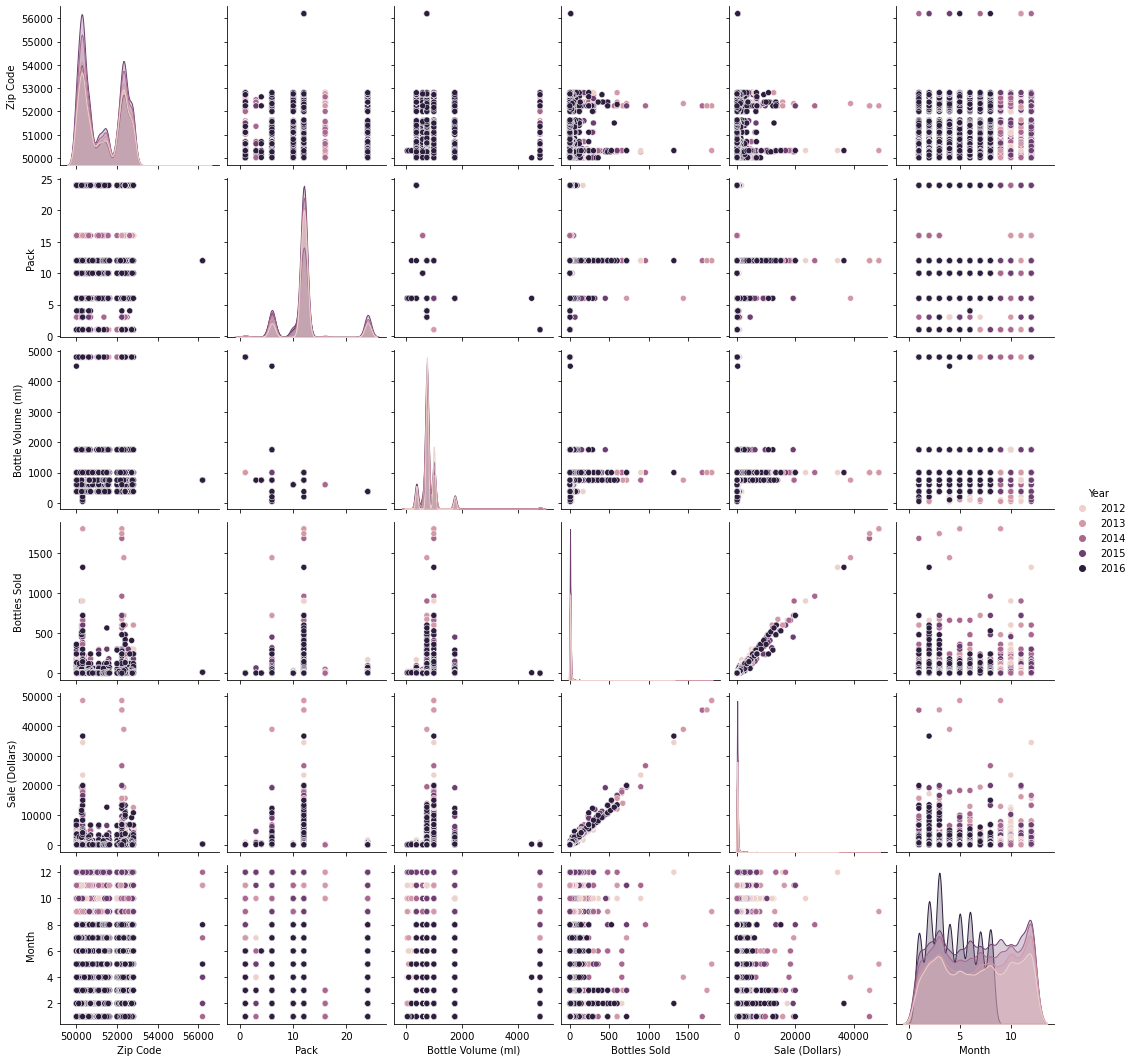 56000
55000
54000
53000
52000
51000
50000
Zip Code
25
20
15
10
5
0
Pack
5000
4000
3000
2000
1000
0
Bottle Volume (ml)
Year
2012
2013
2014
2015
2016
1500
1000
500
0
Bottles Sold
50000
40000
30000
20000
10000
0
Sale (Dollars)
12
10
8
6
4
2
Month
50000 52000 54000 56000
0 10 20
0 2000 4000
0 500 1000 1500
0 20000 40000
0 5 10
Zip Code
Pack
Bottle Volume (ml)
Bottles Sold
Sale (Dollars)
Month